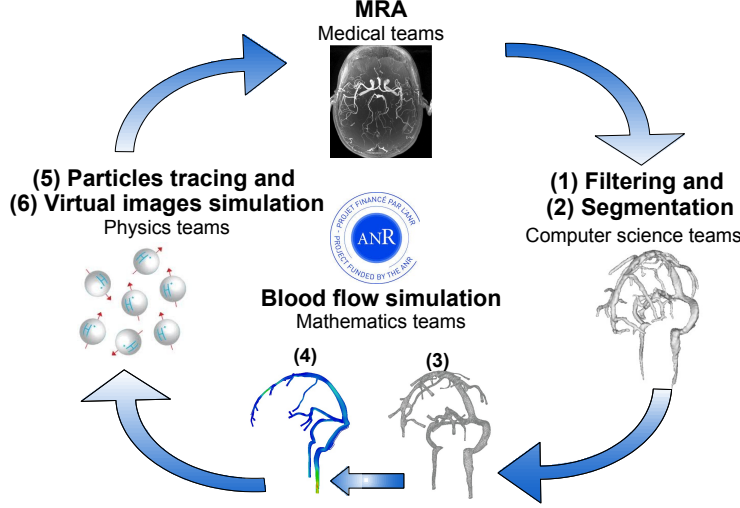 MRA
Medical teams
(5) Particles tracing and
(6) Virtual images simulation
Physics teams
(1) Filtering and
(2) Segmentation
Computer science teams
PROJET FINANCÉ PAR L'ANR
ANR
PROJECT FUNDED BY THE ANR
Blood flow simulation
Mathematics teams
(4)
(3)